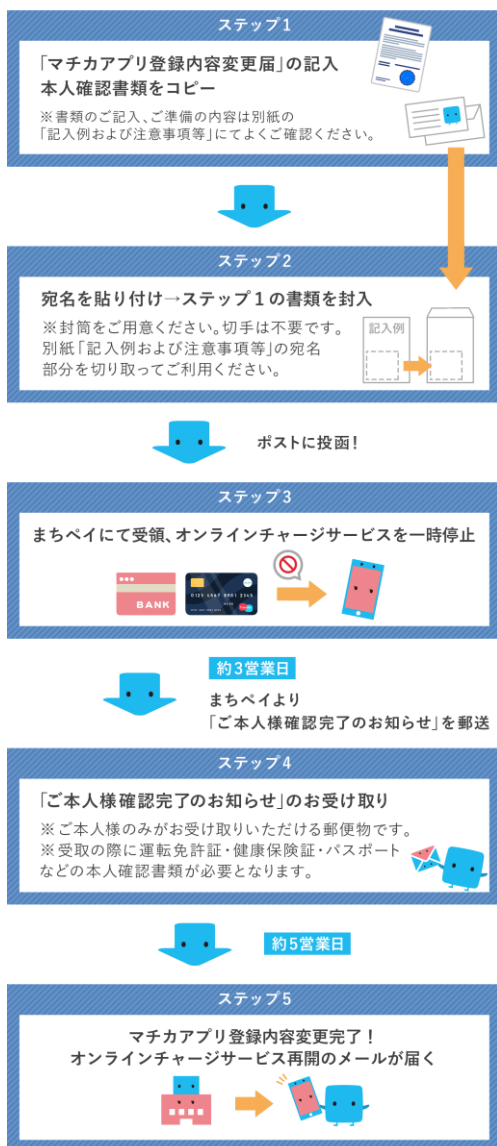 ステップ1
「マチカアプリ登録内容変更届」の記入
本人確認書類をコピー
※書類のご記入、ご準備の内容は別紙の
「記入例および注意事項等」にてよくご確認ください。
ステップ2
宛名を貼り付け→ステップ1の書類を封入
※封筒をご用意ください。切手は不要です。
別紙「記入例および注意事項等」の宛名
部分を切り取ってご利用ください。
記入例
ポストに投函！
ステップ3
まちペイにて受領、オンラインチャージサービスを一時停止
BANK
約3営業日
まちペイより
「ご本人様確認完了のお知らせ」を郵送
ステップ4
「ご本人様確認完了のお知らせ」のお受け取り
※ご本人様のみがお受け取りいただける郵便物です。
※受取の際に運転免許証・健康保険証・パスポート
などの本人確認書類が必要となります。
約5営業日
ステップ5
マチカアプリ登録内容変更完了！
オンラインチャージサービス再開のメールが届く